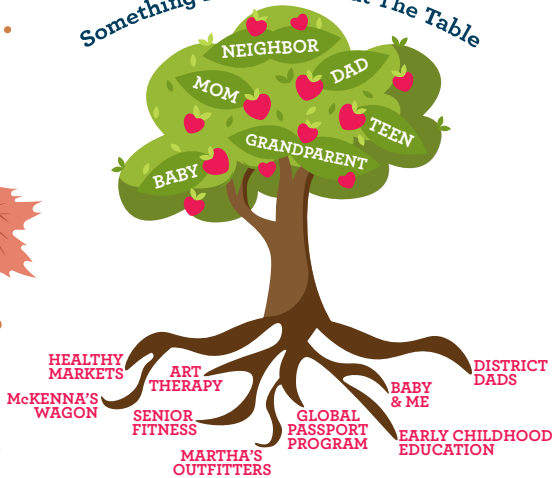 Something
The Table
NEIGHBOR
DAD
MOM
TEEN
GRANDPARENT
BABY
HEALTHY
MARKETS
McKENNA'S
WAGON
ART
THERAPY
SENIOR
FITNESS
MARTHA'S
OUTFITTERS
GLOBAL
PASSPORT
PROGRAM
BABY
& ME
EARLY CHILDHOOD
EDUCATION
DISTRICT
DADS